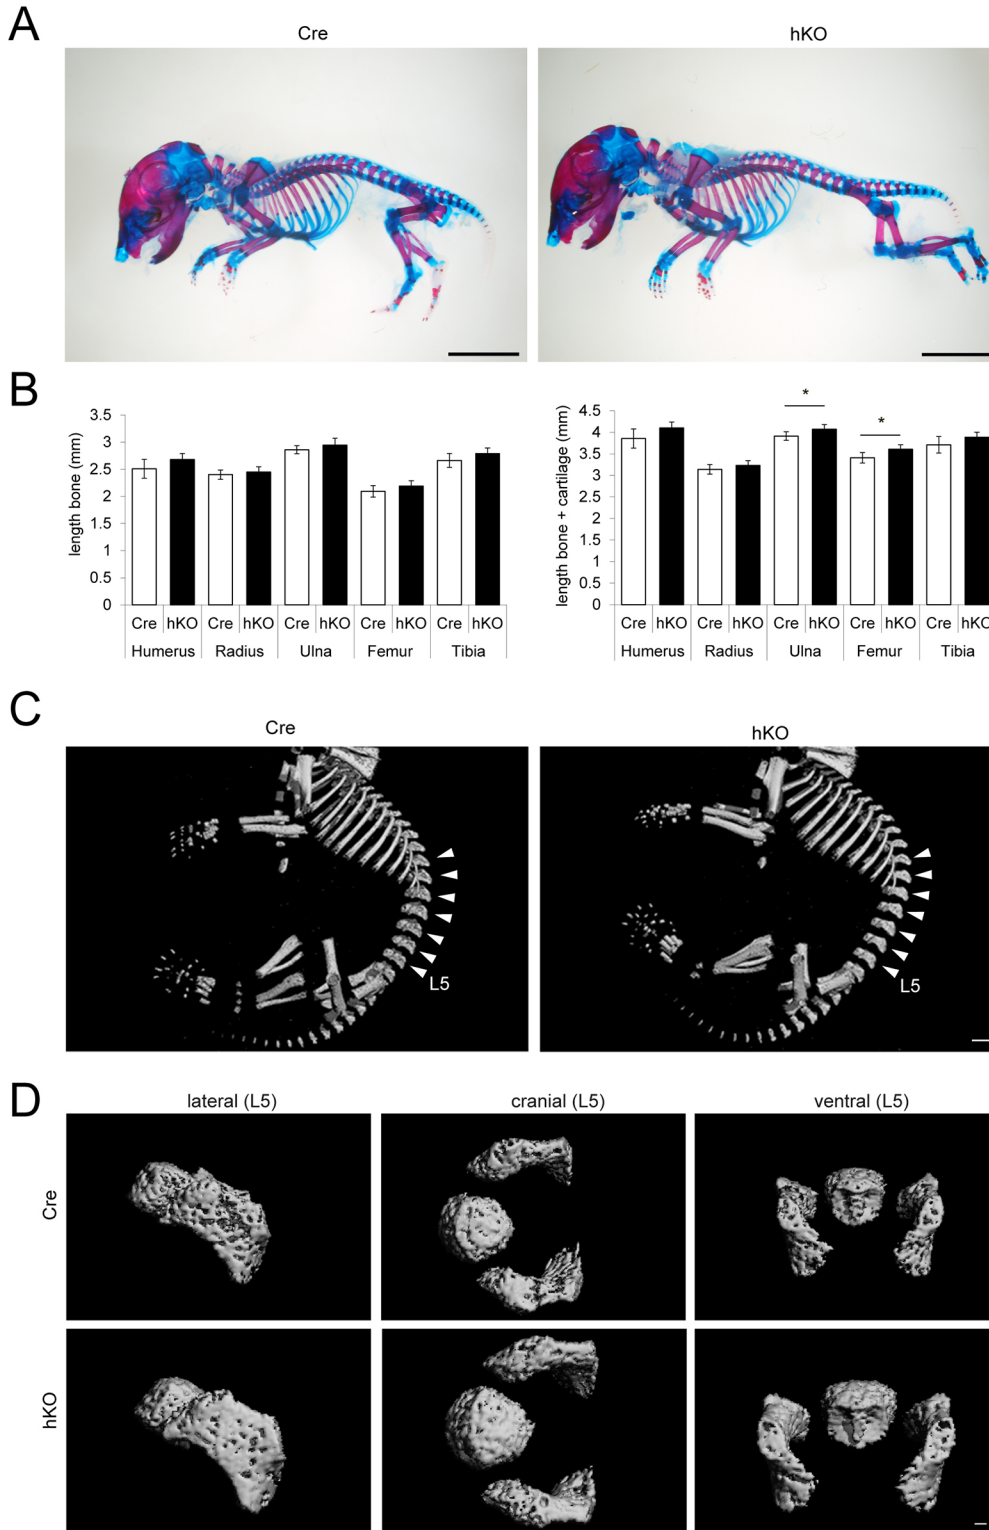 A
Cre
hKO
B
length bone (mm)
3.5
3
2.5
2
1.5
1
0.5
0
Cre hKO Cre hKO Cre hKO Cre hKO Cre hKO
Humerus Radius Ulna Femur Tibia
length bone + cartilage (mm)
4.5
4
3.5
3
2.5
2
1.5
1
0.5
0
* *
Cre hKO Cre hKO Cre hKO Cre hKO Cre hKO
Humerus Radius Ulna Femur Tibia
C
Cre
hKO
L5
L5
D
lateral (L5)
cranial (L5)
ventral (L5)
Cre
hKO